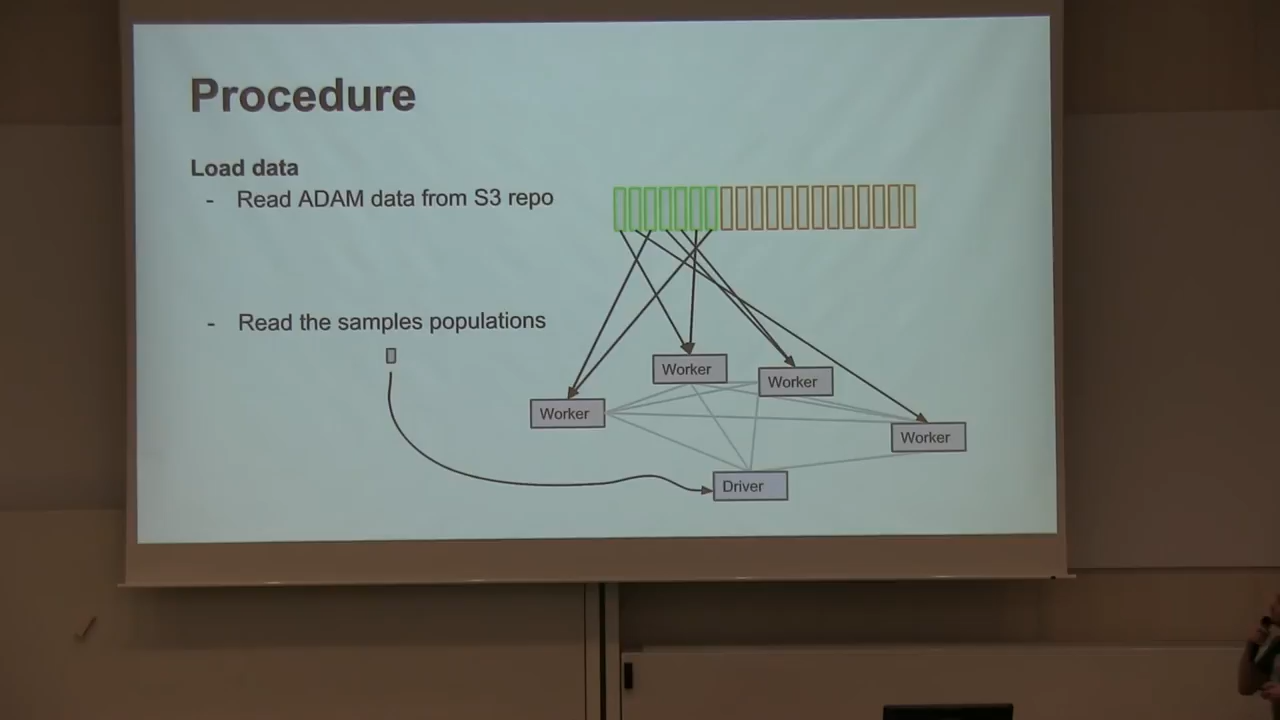 Procedure
Load data
- Read ADAM data from S3 repo
- Read the samples populations
Worker
Worker
Worker
Worker
Driver